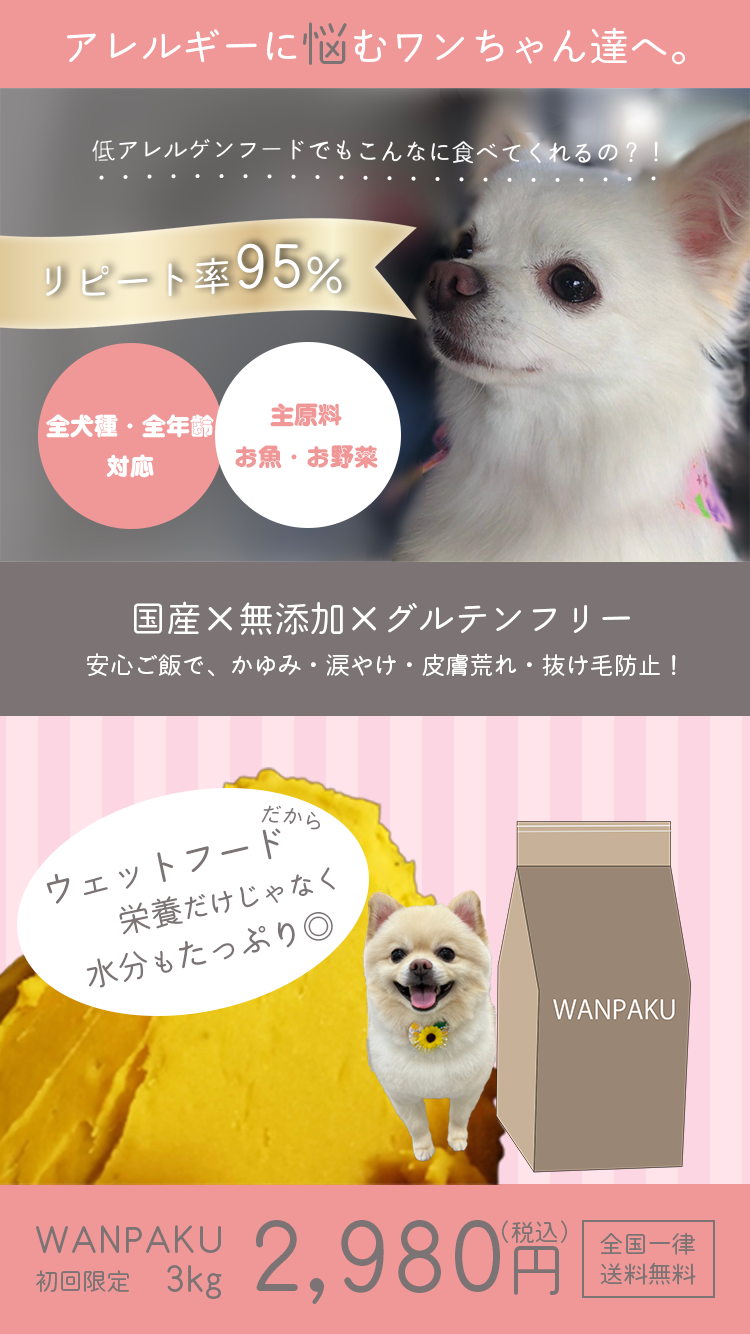 アレルギーに悩むワンちゃん達へ。
低アレルゲンフードでもこんなに食べてくれるの？！
リピート率95%
全犬種・全年齢
対応
主原料
お魚・お野菜
国産×無添加×グルテンフリー
安心ご飯で、かゆみ・涙やけ・皮膚荒れ・抜け毛防止！
ウェットフードだから
栄養だけじゃなく
水分もたっぷり◎
WANPAKU
WANPAKU
初回限定 3kg
2,980円(税込)
全国一律
送料無料